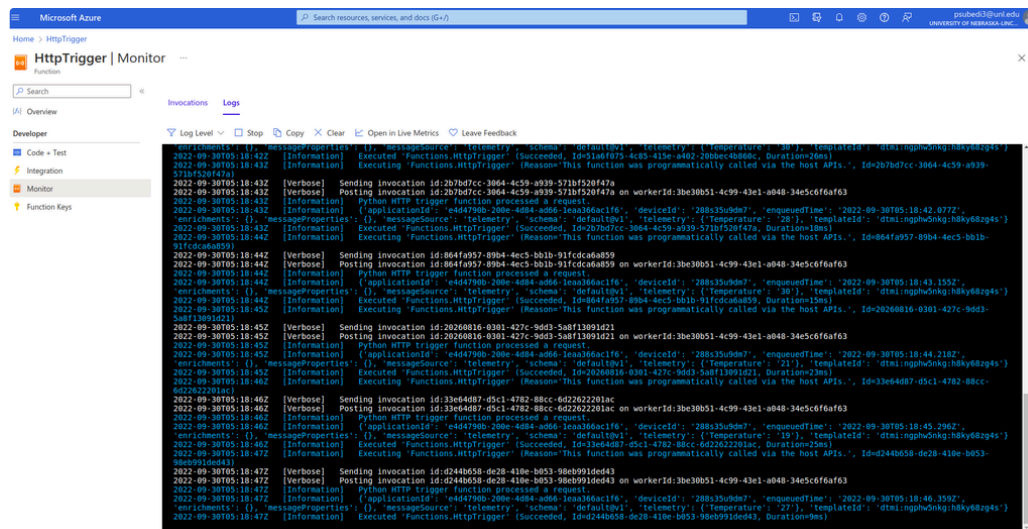 Microsoft Azure
Search resources, services, and docs (G+/)
psubedi3@unl.edu
UNIVERSITY OF NEBRASKA-LINC...
Home > HttpTrigger
HttpTrigger | Monitor ...
Function
Search
Overview
Developer
Code + Test
Integration
Monitor
Function Keys
Invocations Logs
Log Level Stop Copy Clear Open in Live Metrics Leave Feedback
'enrichments': {}, 'messageProperties': {}, 'messageSource': 'telemetry', 'schema': 'default@v1', 'telemetry': {'Temperature': '30'}, 'templateId': 'dtmi:ngphw5nkg:h8ky68zg4s'}
2022-09-30T05:18:42Z [Information] Executed 'Functions.HttpTrigger' (Succeeded, Id=51a6f075-4c85-415e-a402-20bbec4b868c, Duration=26ms)
2022-09-30T05:18:43Z [Information] Executing 'Functions.HttpTrigger' (Reason='This function was programmatically called via the host APIs.', Id=2b7bd7cc-3064-4c59-a939-
571bf520f47a)
2022-09-30T05:18:43Z [Verbose] Sending invocation id:2b7bd7cc-3064-4c59-a939-571bf520f47a
2022-09-30T05:18:43Z [Verbose] Posting invocation id:2b7bd7cc-3064-4c59-a939-571bf520f47a on workerId:3be30b51-4c99-43e1-a048-34e5c6f6af63
2022-09-30T05:18:43Z [Information] Python HTTP trigger function processed a request.
2022-09-30T05:18:43Z [Information] {'applicationId': 'e4d4790b-200e-4d84-ad66-1eaa366ac1f6', 'deviceId': '288s35u9dm7', 'enqueuedTime': '2022-09-30T05:18:42.077Z',
'enrichments': {}, 'messageProperties': {}, 'messageSource': 'telemetry', 'schema': 'default@v1', 'telemetry': {'Temperature': '28'}, 'templateId': 'dtmi:ngphw5nkg:h8ky68zg4s'}
2022-09-30T05:18:43Z [Information] Executed 'Functions.HttpTrigger' (Succeeded, Id=2b7bd7cc-3064-4c59-a939-571bf520f47a, Duration=18ms)
2022-09-30T05:18:44Z [Information] Executing 'Functions.HttpTrigger' (Reason='This function was programmatically called via the host APIs.', Id=864fa957-89b4-4ec5-bb1b-
91fcdca6a859)
2022-09-30T05:18:44Z [Verbose] Sending invocation id:864fa957-89b4-4ec5-bb1b-91fcdca6a859
2022-09-30T05:18:44Z [Verbose] Posting invocation id:864fa957-89b4-4ec5-bb1b-91fcdca6a859 on workerId:3be30b51-4c99-43e1-a048-34e5c6f6af63
2022-09-30T05:18:44Z [Information] Python HTTP trigger function processed a request.
2022-09-30T05:18:44Z [Information] {'applicationId': 'e4d4790b-200e-4d84-ad66-1eaa366ac1f6', 'deviceId': '288s35u9dm7', 'enqueuedTime': '2022-09-30T05:18:43.155Z',
'enrichments': {}, 'messageProperties': {}, 'messageSource': 'telemetry', 'schema': 'default@v1', 'telemetry': {'Temperature': '30'}, 'templateId': 'dtmi:ngphw5nkg:h8ky68zg4s'}
2022-09-30T05:18:44Z [Information] Executed 'Functions.HttpTrigger' (Succeeded, Id=864fa957-89b4-4ec5-bb1b-91fcdca6a859, Duration=15ms)
2022-09-30T05:18:45Z [Information] Executing 'Functions.HttpTrigger' (Reason='This function was programmatically called via the host APIs.', Id=20260816-0301-427c-9dd3-
5a8f13091d21)
2022-09-30T05:18:45Z [Verbose] Sending invocation id:20260816-0301-427c-9dd3-5a8f13091d21
2022-09-30T05:18:45Z [Verbose] Posting invocation id:20260816-0301-427c-9dd3-5a8f13091d21 on workerId:3be30b51-4c99-43e1-a048-34e5c6f6af63
2022-09-30T05:18:45Z [Information] Python HTTP trigger function processed a request.
2022-09-30T05:18:45Z [Information] {'applicationId': 'e4d4790b-200e-4d84-ad66-1eaa366ac1f6', 'deviceId': '288s35u9dm7', 'enqueuedTime': '2022-09-30T05:18:44.218Z',
'enrichments': {}, 'messageProperties': {}, 'messageSource': 'telemetry', 'schema': 'default@v1', 'telemetry': {'Temperature': '21'}, 'templateId': 'dtmi:ngphw5nkg:h8ky68zg4s'}
2022-09-30T05:18:45Z [Information] Executed 'Functions.HttpTrigger' (Succeeded, Id=20260816-0301-427c-9dd3-5a8f13091d21, Duration=23ms)
2022-09-30T05:18:46Z [Information] Executing 'Functions.HttpTrigger' (Reason='This function was programmatically called via the host APIs.', Id=33e64d87-d5c1-4782-88cc-
6d22622201ac)
2022-09-30T05:18:46Z [Verbose] Sending invocation id:33e64d87-d5c1-4782-88cc-6d22622201ac
2022-09-30T05:18:46Z [Verbose] Posting invocation id:33e64d87-d5c1-4782-88cc-6d22622201ac on workerId:3be30b51-4c99-43e1-a048-34e5c6f6af63
2022-09-30T05:18:46Z [Information] Python HTTP trigger function processed a request.
2022-09-30T05:18:46Z [Information] {'applicationId': 'e4d4790b-200e-4d84-ad66-1eaa366ac1f6', 'deviceId': '288s35u9dm7', 'enqueuedTime': '2022-09-30T05:18:45.296Z',
'enrichments': {}, 'messageProperties': {}, 'messageSource': 'telemetry', 'schema': 'default@v1', 'telemetry': {'Temperature': '19'}, 'templateId': 'dtmi:ngphw5nkg:h8ky68zg4s'}
2022-09-30T05:18:46Z [Information] Executed 'Functions.HttpTrigger' (Succeeded, Id=33e64d87-d5c1-4782-88cc-6d22622201ac, Duration=25ms)
2022-09-30T05:18:47Z [Information] Executing 'Functions.HttpTrigger' (Reason='This function was programmatically called via the host APIs.', Id=d244b658-de28-410e-b053-
98eb991ded43)
2022-09-30T05:18:47Z [Verbose] Sending invocation id:d244b658-de28-410e-b053-98eb991ded43
2022-09-30T05:18:47Z [Verbose] Posting invocation id:d244b658-de28-410e-b053-98eb991ded43 on workerId:3be30b51-4c99-43e1-a048-34e5c6f6af63
2022-09-30T05:18:47Z [Information] Python HTTP trigger function processed a request.
2022-09-30T05:18:47Z [Information] {'applicationId': 'e4d4790b-200e-4d84-ad66-1eaa366ac1f6', 'deviceId': '288s35u9dm7', 'enqueuedTime': '2022-09-30T05:18:46.359Z',
'enrichments': {}, 'messageProperties': {}, 'messageSource': 'telemetry', 'schema': 'default@v1', 'telemetry': {'Temperature': '27'}, 'templateId': 'dtmi:ngphw5nkg:h8ky68zg4s'}
2022-09-30T05:18:47Z [Information] Executed 'Functions.HttpTrigger' (Succeeded, Id=d244b658-de28-410e-b053-98eb991ded43, Duration=9ms)